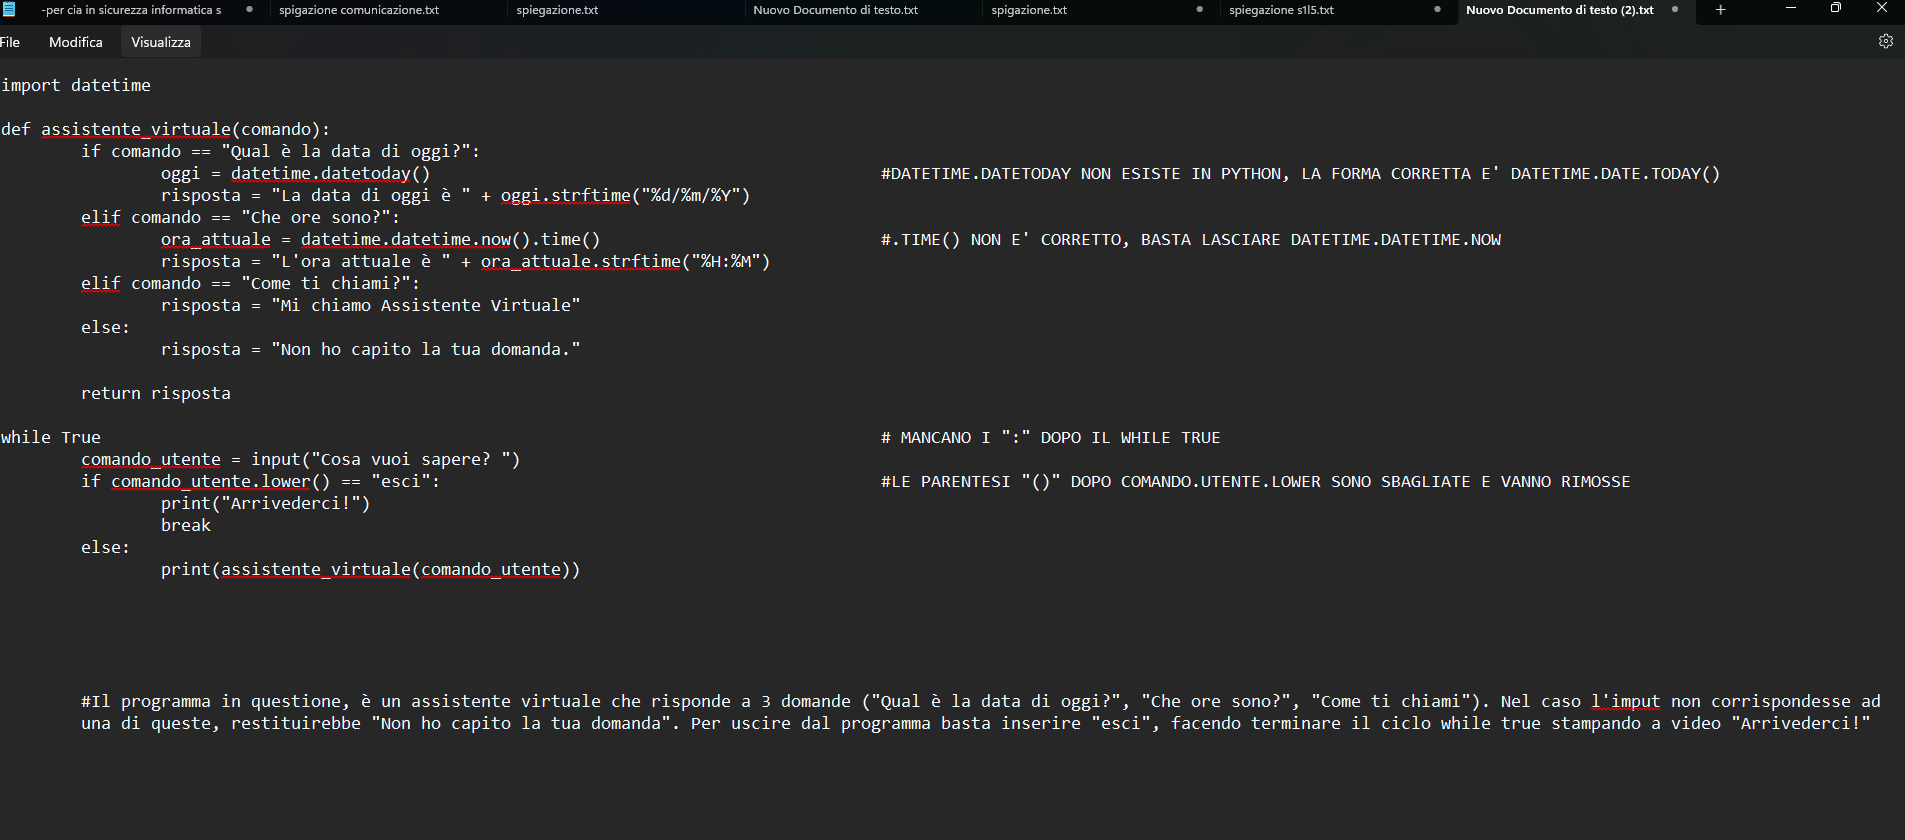 -per cia in sicurezza informatica s
spigazione comunicazione.txt
spiegazione.txt
Nuovo Documento di testo.txt
spigazione.txt
spiegazione s1l5.txt
Nuovo Documento di testo (2).txt
File Modifica Visualizza
import datetime
def assistente_virtuale(comando):
if comando == "Qual è la data di oggi?":
oggi = datetime.datetoday() #DATETIME.DATETODAY NON ESISTE IN PYTHON, LA FORMA CORRETTA E' DATETIME.DATE.TODAY()
risposta = "La data di oggi è " + oggi.strftime("%d/%m/%Y")
elif comando == "Che ore sono?":
ora_attuale = datetime.datetime.now().time() #.TIME() NON E' CORRETTO, BASTA LASCIARE DATETIME.DATETIME.NOW
risposta = "L'ora attuale è " + ora_attuale.strftime("%H:%M")
elif comando == "Come ti chiami?":
risposta = "Mi chiamo Assistente Virtuale"
else:
risposta = "Non ho capito la tua domanda."
return risposta
while True # MANCANO I ":" DOPO IL WHILE TRUE
comando_utente = input("Cosa vuoi sapere? ")
if comando_utente.lower() == "esci": #LE PARENTESI "()" DOPO COMANDO.UTENTE.LOWER SONO SBAGLIATE E VANNO RIMOSSE
print("Arrivederci!")
break
else:
print(assistente_virtuale(comando_utente))
#Il programma in questione, è un assistente virtuale che risponde a 3 domande ("Qual è la data di oggi?", "Che ore sono?", "Come ti chiami"). Nel caso l'imput non corrispondesse ad
una di queste, restituirebbe "Non ho capito la tua domanda". Per uscire dal programma basta inserire "esci", facendo terminare il ciclo while true stampando a video "Arrivederci!"